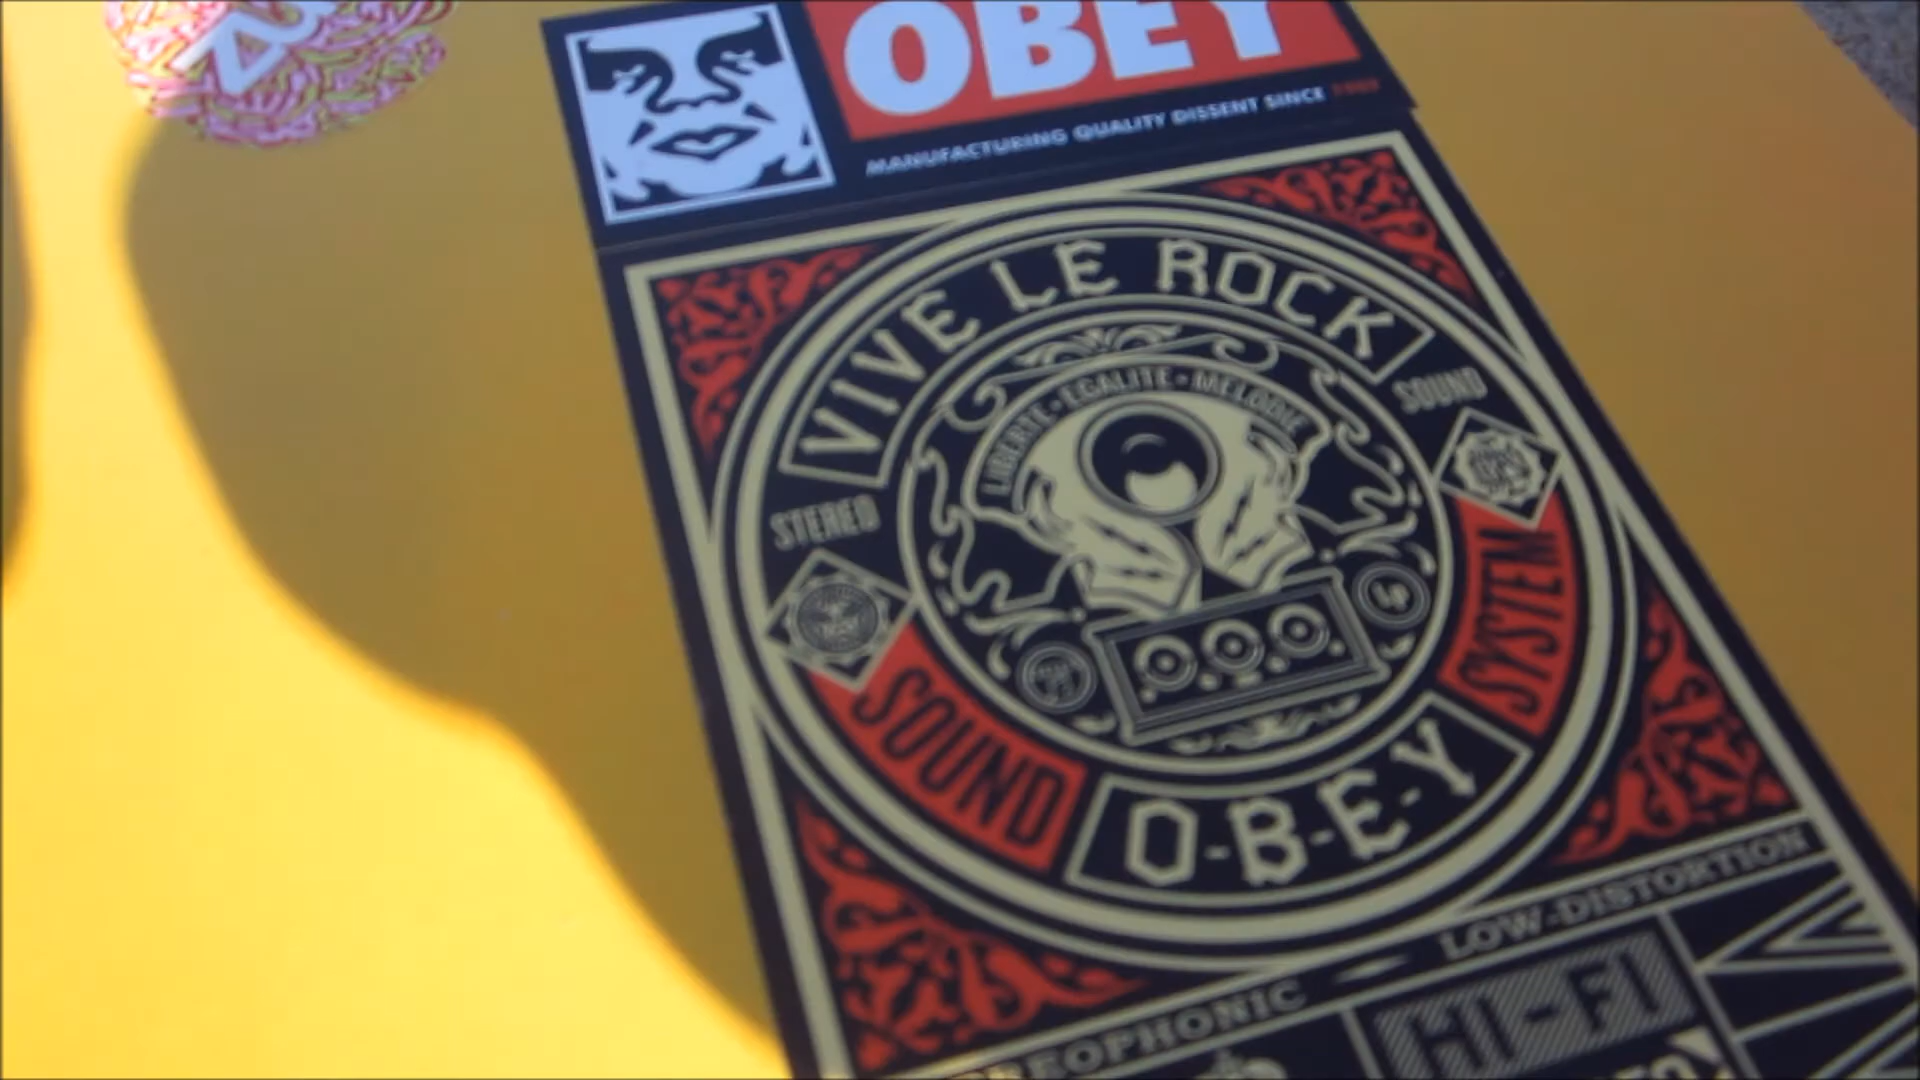 OBEY
MANUFACTURING QUALITY DISSENT SINCE 1989
VIVE LE ROCK
LIBERTE • EGALITE • MELODIE
STEREO
SOUND
SOUND
SYSTEM
O-B-E-Y
LOW-DISTORTION
HI-FI